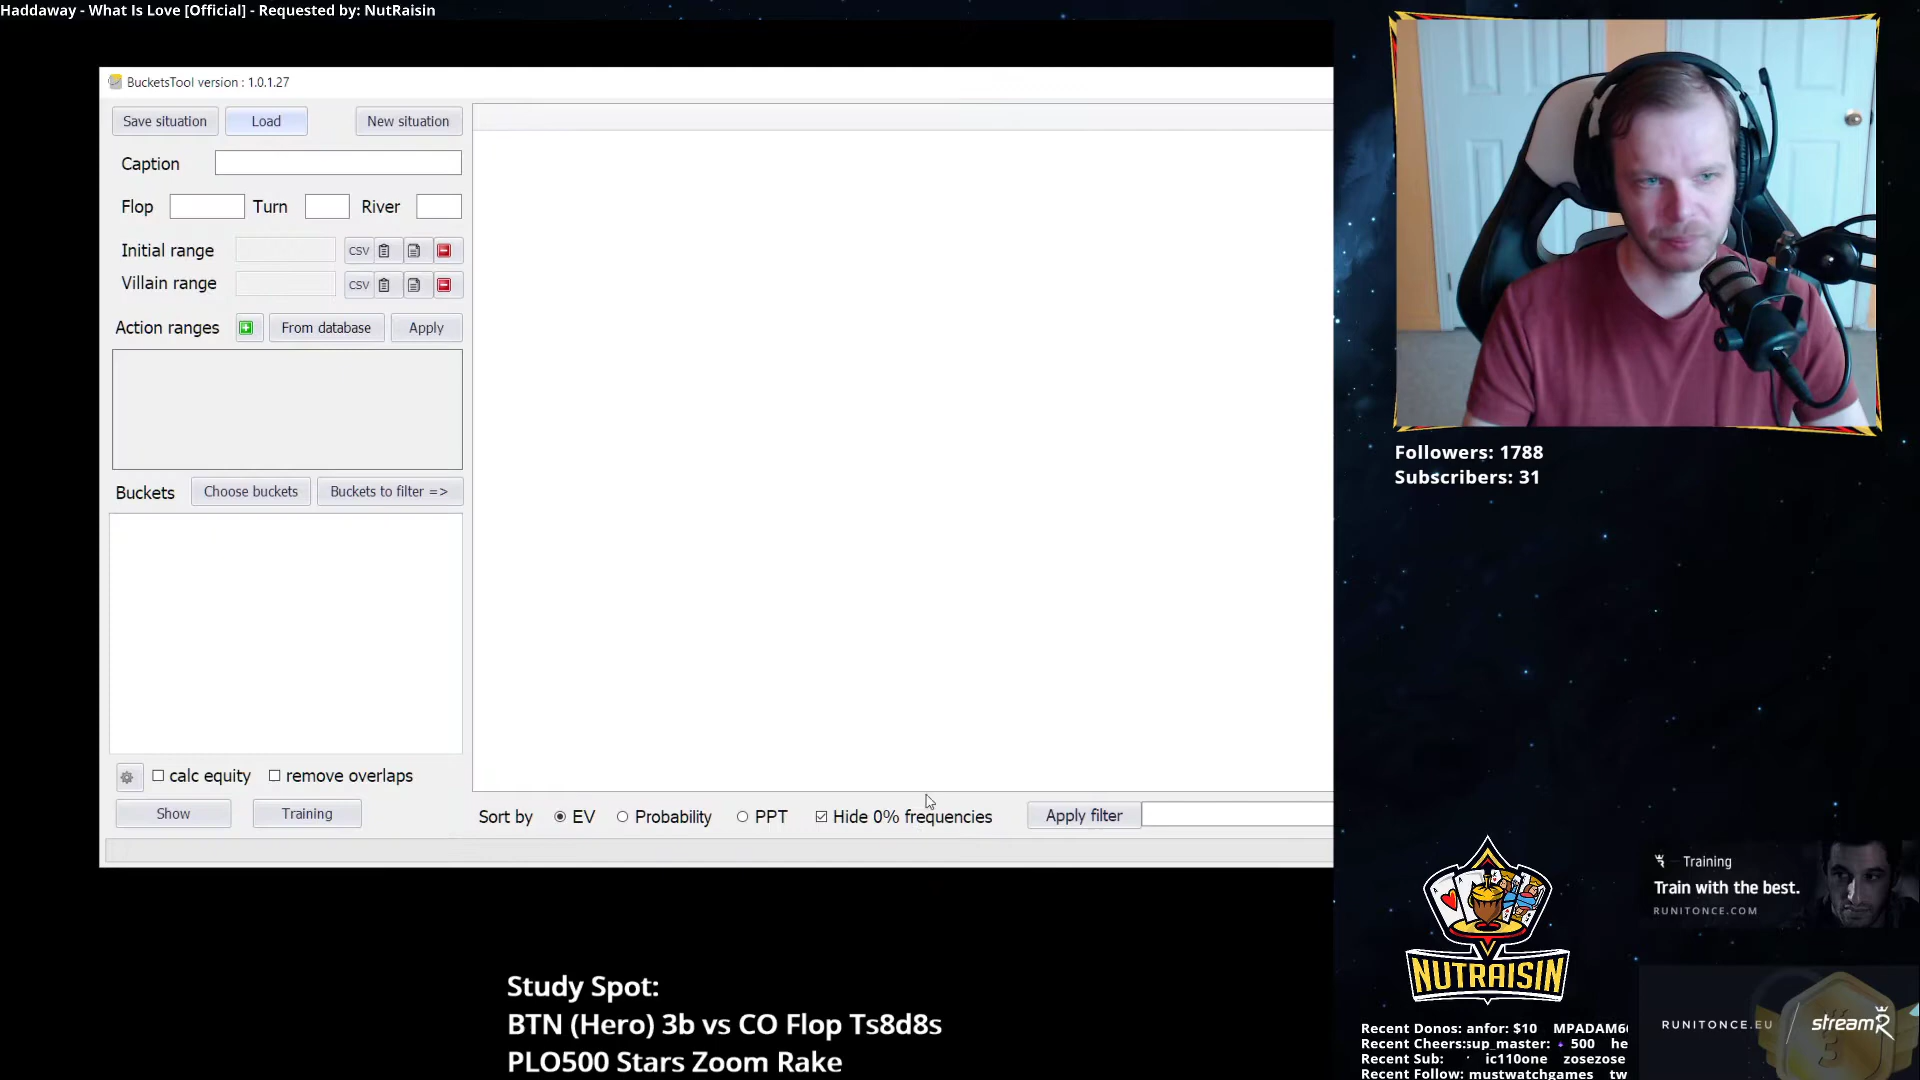 Haddaway - What Is Love [Official] - Requested by: NutRaisin
BucketsTool version : 1.0.1.27
Save situation Load New situation
Caption
Flop Turn River
Initial range CSV
Villain range CSV
Action ranges From database Apply
Buckets Choose buckets Buckets to filter =>
calc equity remove overlaps
Show Training
Sort by EV Probability PPT Hide 0% frequencies Apply filter
Followers: 1788
Subscribers: 31
Training
Train with the best.
RUNITONCE.COM
NUTRAISIN
RUNITONCE.EU / streamR
Study Spot:
BTN (Hero) 3b vs CO Flop Ts8d8s
PLO500 Stars Zoom Rake
Recent Donos: anfor: $10 MPADAM6
Recent Cheers:sup_master: 500 he
Recent Sub: ic110one zosezose
Recent Follow: mustwatchgames tw